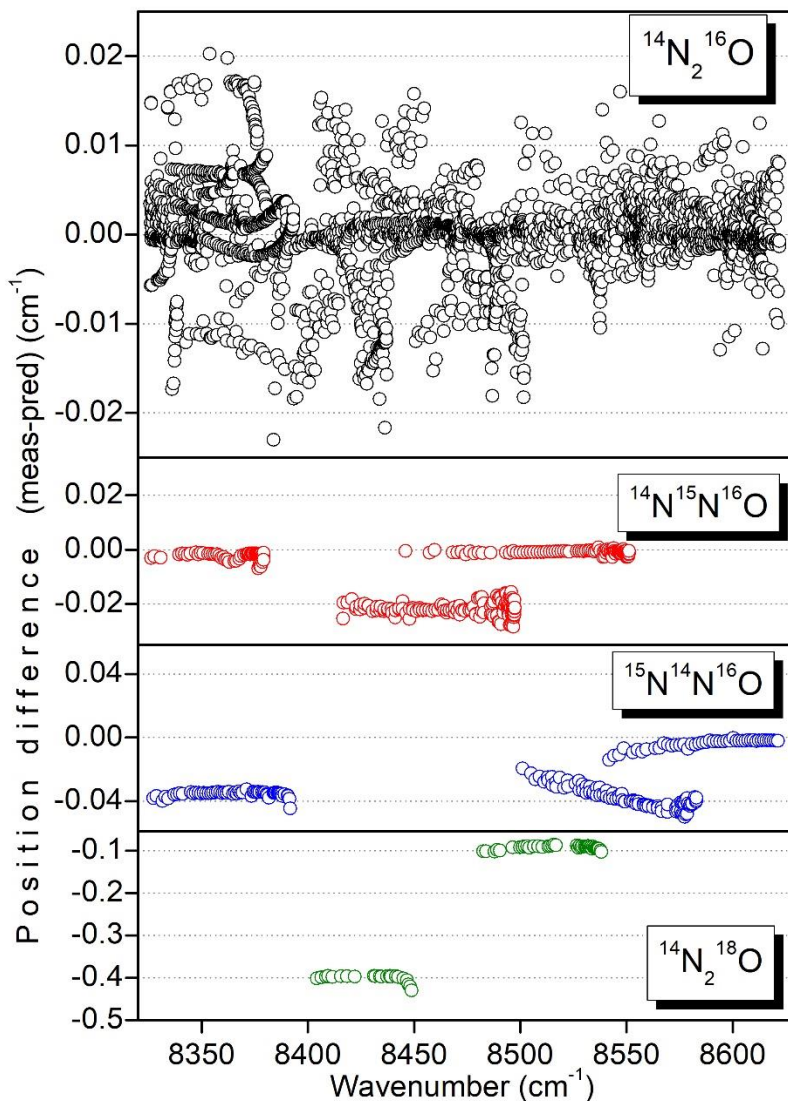 0.02
0.01
0.00
-0.01
-0.02
¹⁴N₂¹⁶O
0.02
0.00
-0.02
¹⁴N¹⁵N¹⁶O
0.04
0.00
-0.04
¹⁵N¹⁴N¹⁶O
-0.1
-0.2
-0.3
-0.4
-0.5
¹⁴N₂¹⁸O
Position difference (meas-pred) (cm⁻¹)
8350 8400 8450 8500 8550 8600
Wavenumber (cm⁻¹)